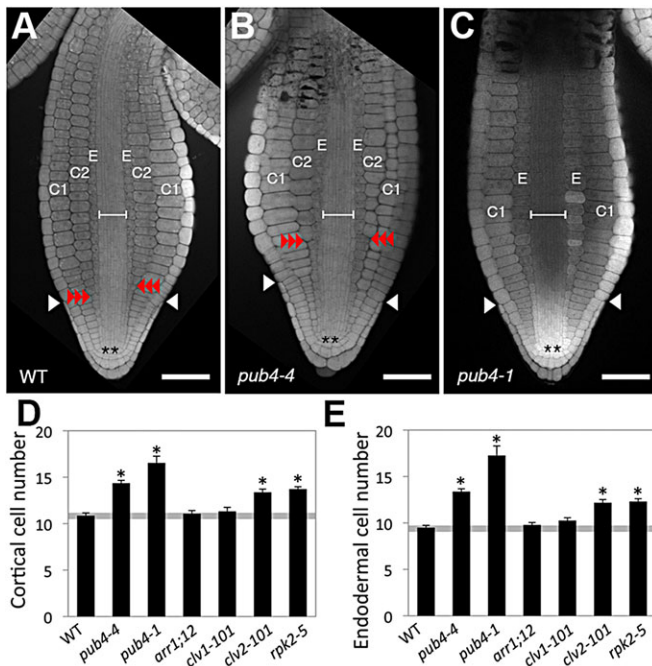 A
B
C
E E
C2 C2
C1 C1
**
WT
E E
C2 C2
C1 C1
**
pub4-4
E E
C1 C1
**
pub4-1
D
Cortical cell number
20
15
10
5
0
* * * *
WT
pub4-4
pub4-1
arr1;12
clv1-101
clv2-101
rpk2-5
E
Endodermal cell number
20
15
10
5
0
* * * *
WT
pub4-4
pub4-1
arr1;12
clv1-101
clv2-101
rpk2-5